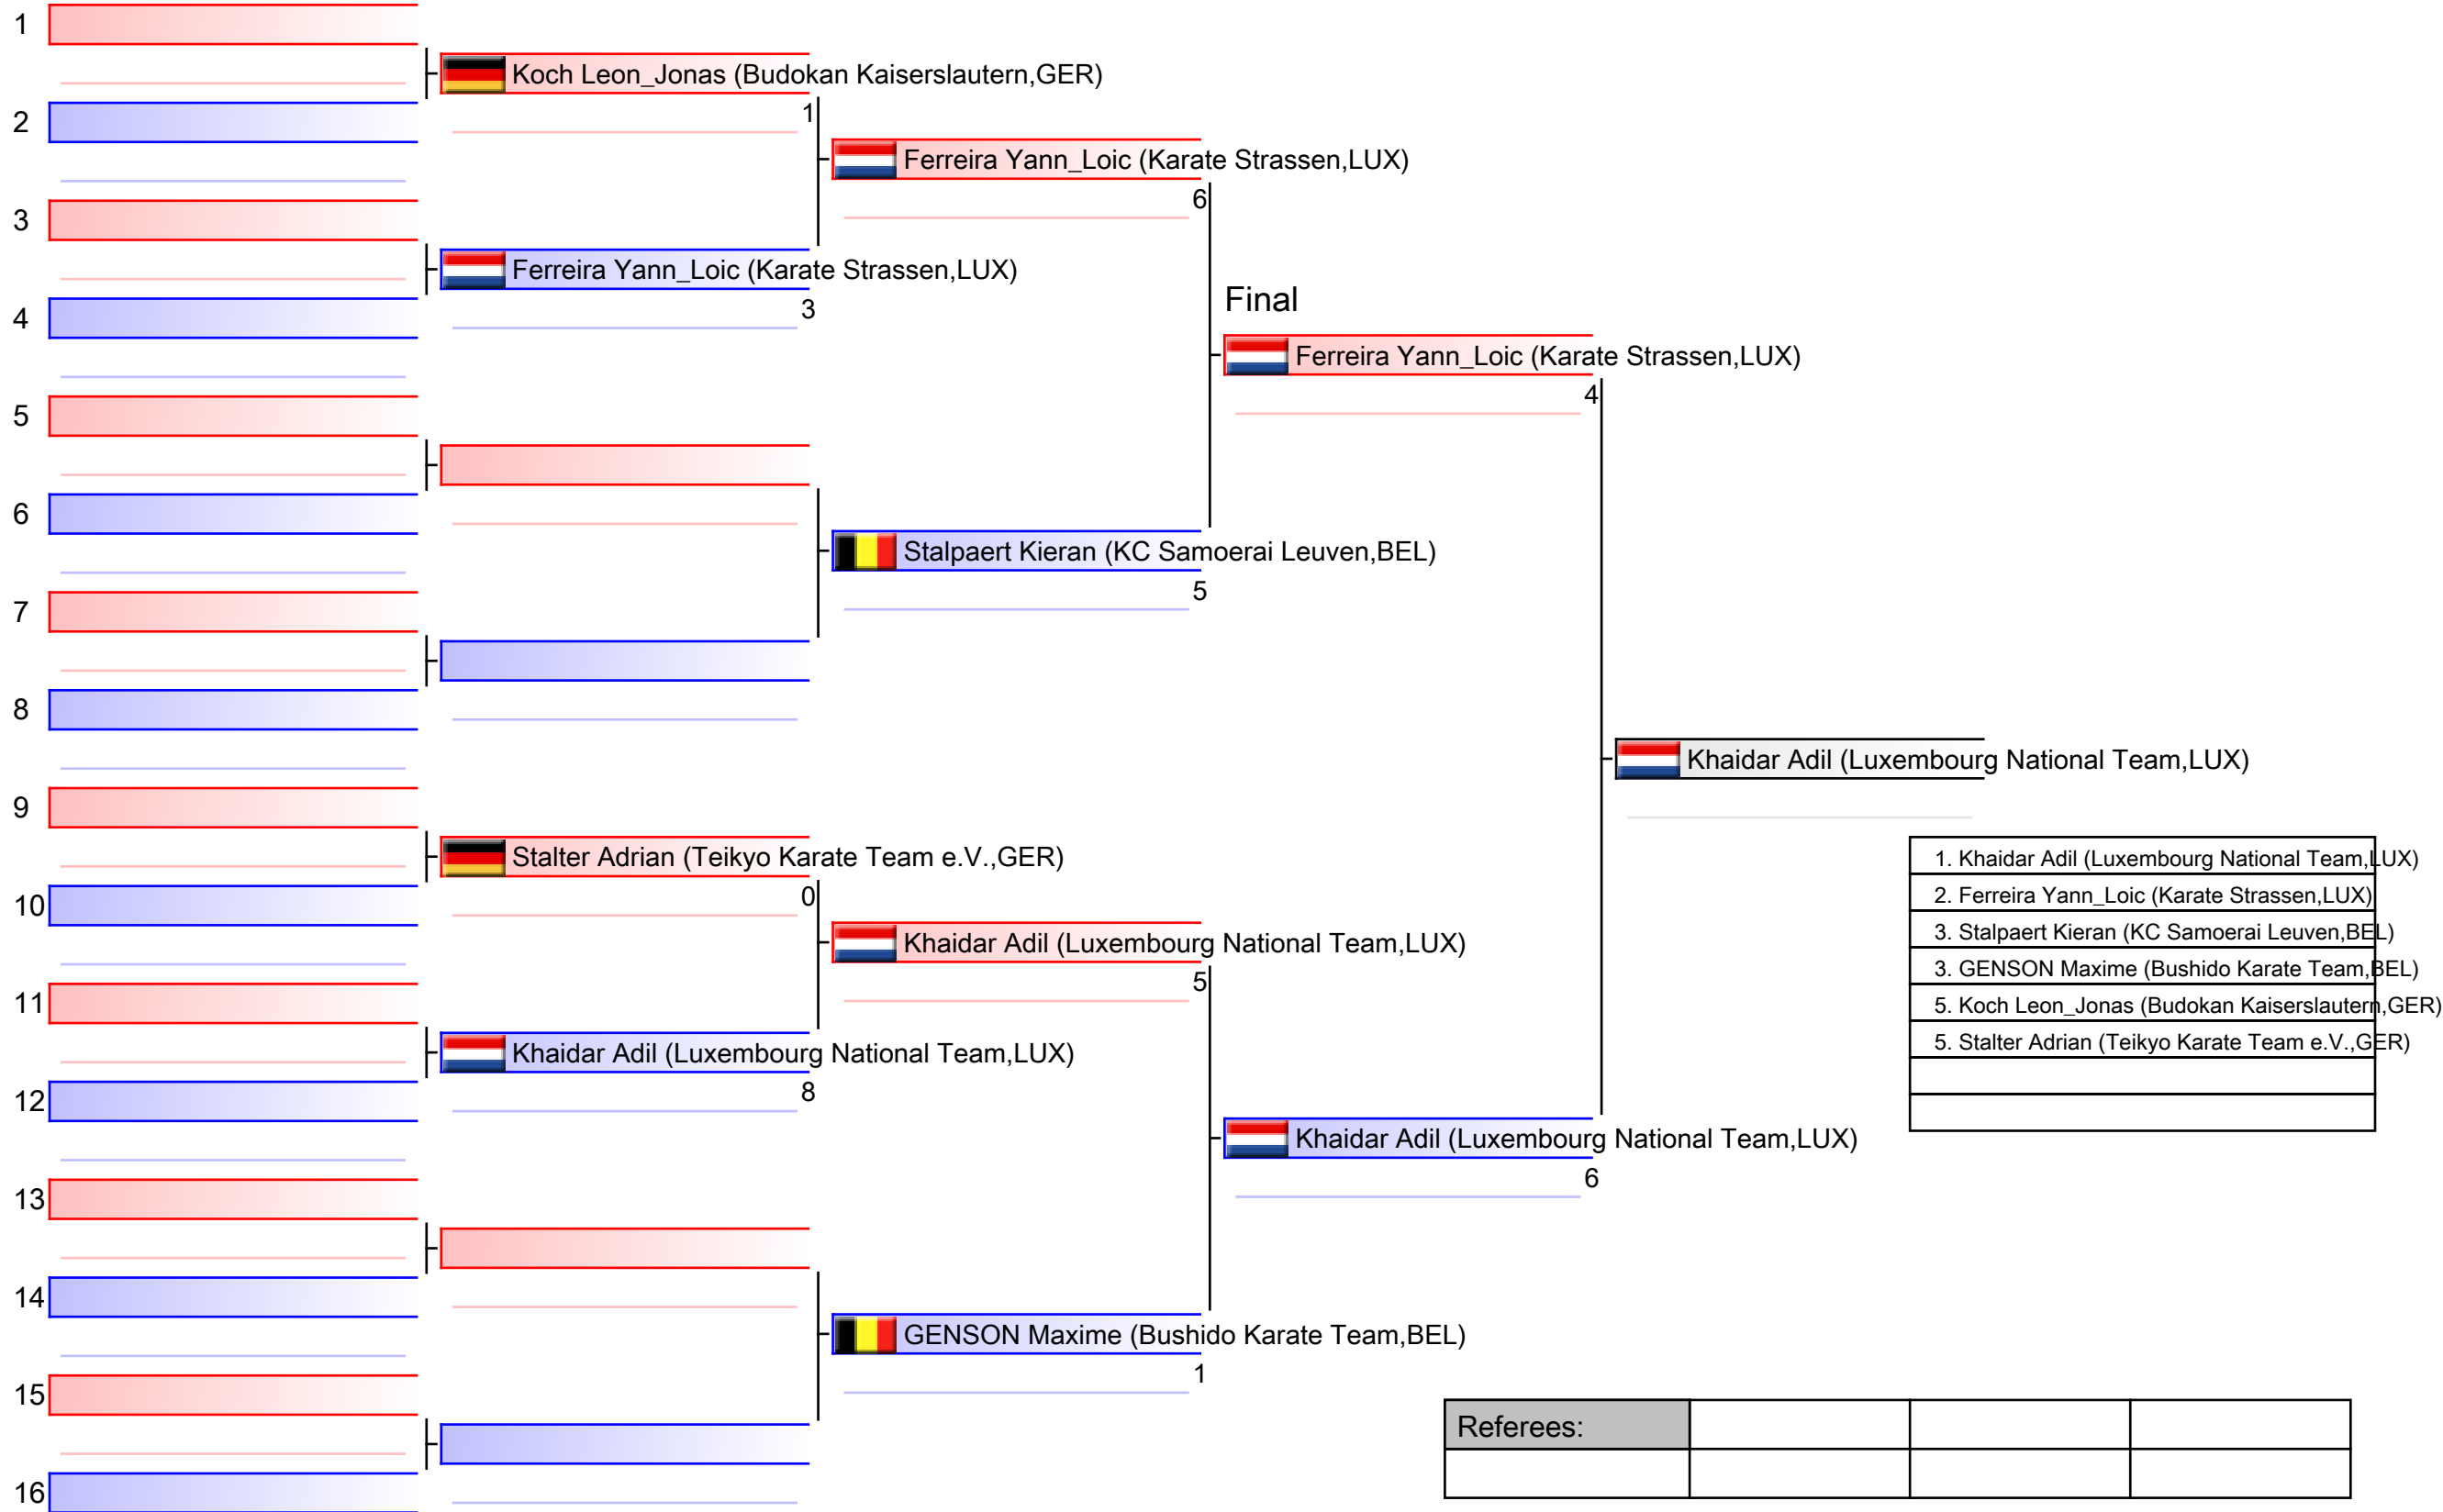 1
Koch Leon_Jonas (Budokan Kaiserslautern,GER)
1
2
Ferreira Yann_Loic (Karate Strassen,LUX)
6
3
Ferreira Yann_Loic (Karate Strassen,LUX)
3
4
Final
Ferreira Yann_Loic (Karate Strassen,LUX)
4
5
6
Stalpaert Kieran (KC Samoerai Leuven,BEL)
5
7
8
Khaidar Adil (Luxembourg National Team,LUX)
9
Stalter Adrian (Teikyo Karate Team e.V.,GER)
0
10
Khaidar Adil (Luxembourg National Team,LUX)
5
11
Khaidar Adil (Luxembourg National Team,LUX)
8
12
Khaidar Adil (Luxembourg National Team,LUX)
6
13
14
GENSON Maxime (Bushido Karate Team,BEL)
1
15
16
1. Khaidar Adil (Luxembourg National Team,LUX)
2. Ferreira Yann_Loic (Karate Strassen,LUX)
3. Stalpaert Kieran (KC Samoerai Leuven,BEL)
3. GENSON Maxime (Bushido Karate Team,BEL)
5. Koch Leon_Jonas (Budokan Kaiserslautern,GER)
5. Stalter Adrian (Teikyo Karate Team e.V.,GER)
Referees: